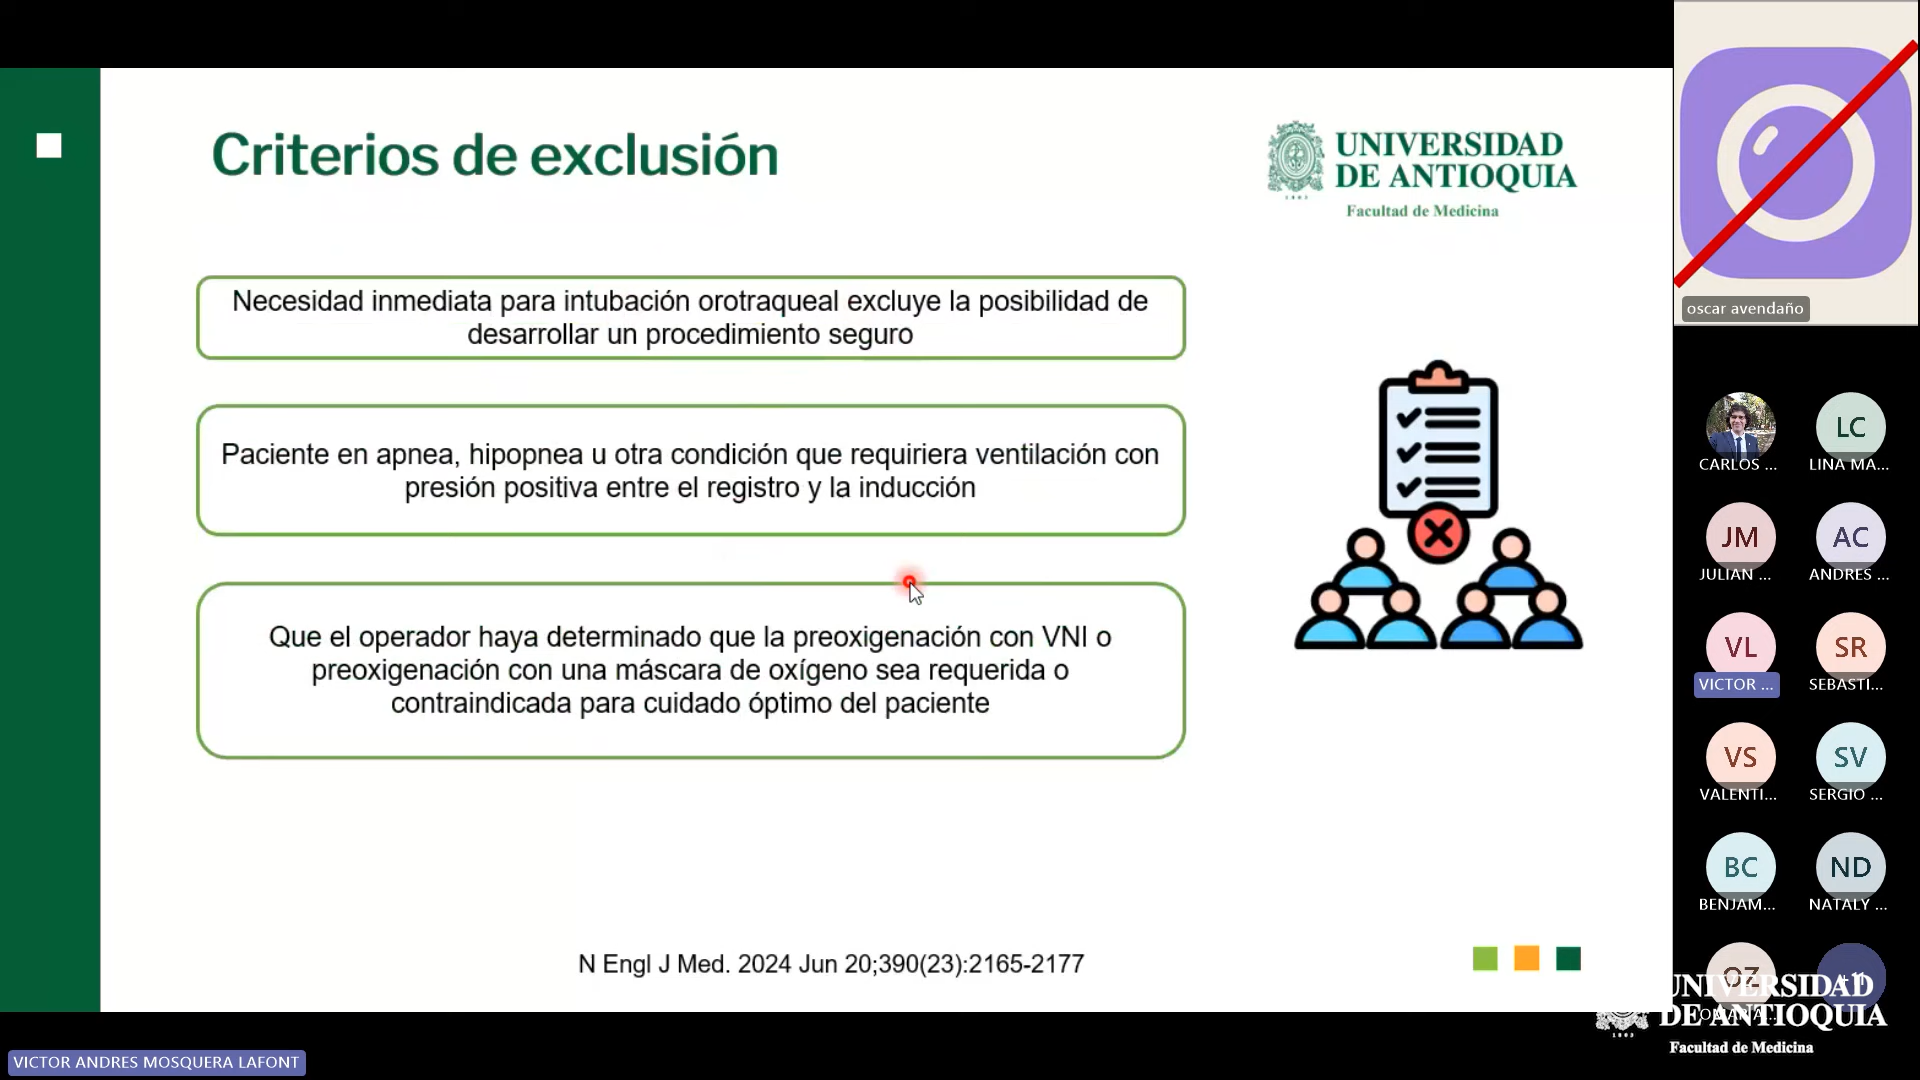 Criterios de exclusión
UNIVERSIDAD
DE ANTIOQUIA
1803
Facultad de Medicina
Necesidad inmediata para intubación orotraqueal excluye la posibilidad de
desarrollar un procedimiento seguro
Paciente en apnea, hipopnea u otra condición que requiriera ventilación con
presión positiva entre el registro y la inducción
Que el operador haya determinado que la preoxigenación con VNI o
preoxigenación con una máscara de oxígeno sea requerida o
contraindicada para cuidado óptimo del paciente
N Engl J Med. 2024 Jun 20;390(23):2165-2177
oscar avendaño
CARLOS ...
LC
LINA MA...
JM
JULIAN ...
AC
ANDRES ...
VL
VICTOR ...
SR
SEBASTI...
VS
VALENTI...
SV
SERGIO ...
BC
BENJAM...
ND
NATALY ...
OZ
UNIVERSIDAD
DE ANTIOQUIA
1803
Facultad de Medicina
VICTOR ANDRES MOSQUERA LAFONT